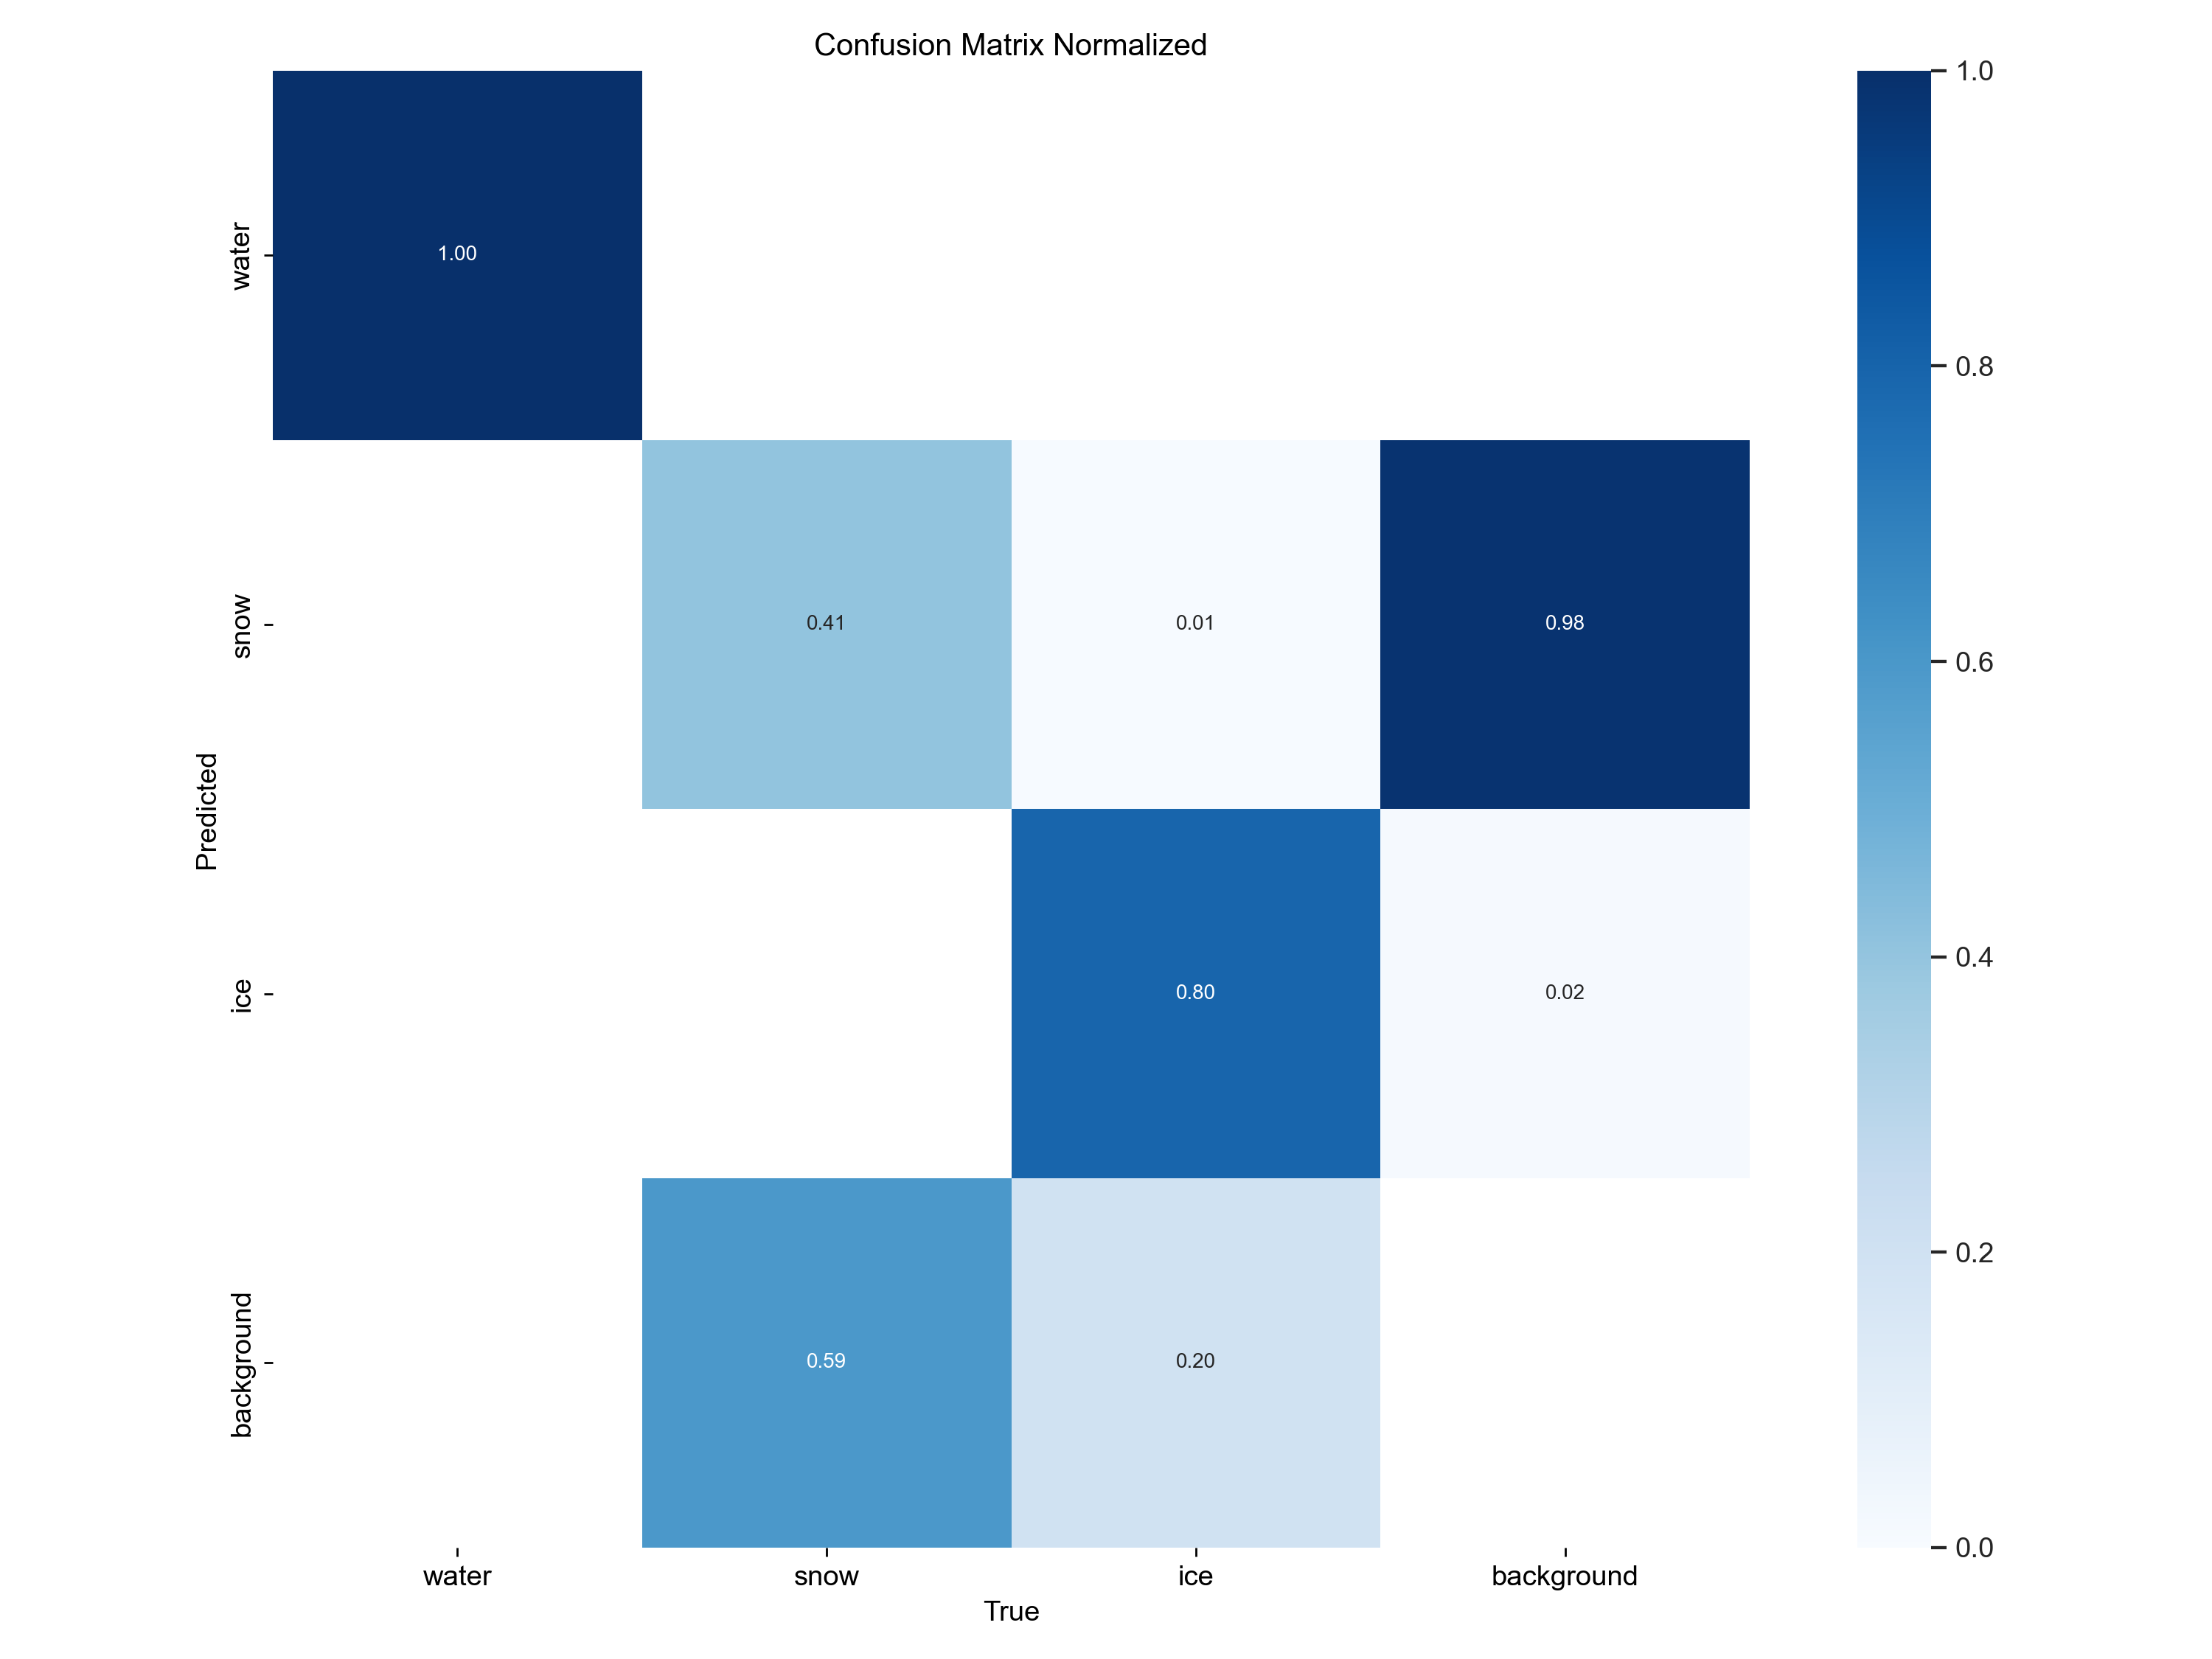 Confusion Matrix Normalized
1.0
water
1.00
0.8
snow
0.41
0.01
0.98
0.6
Predicted
0.4
ice
0.80
0.02
0.2
background
0.59
0.20
0.0
water
snow
ice
background
True